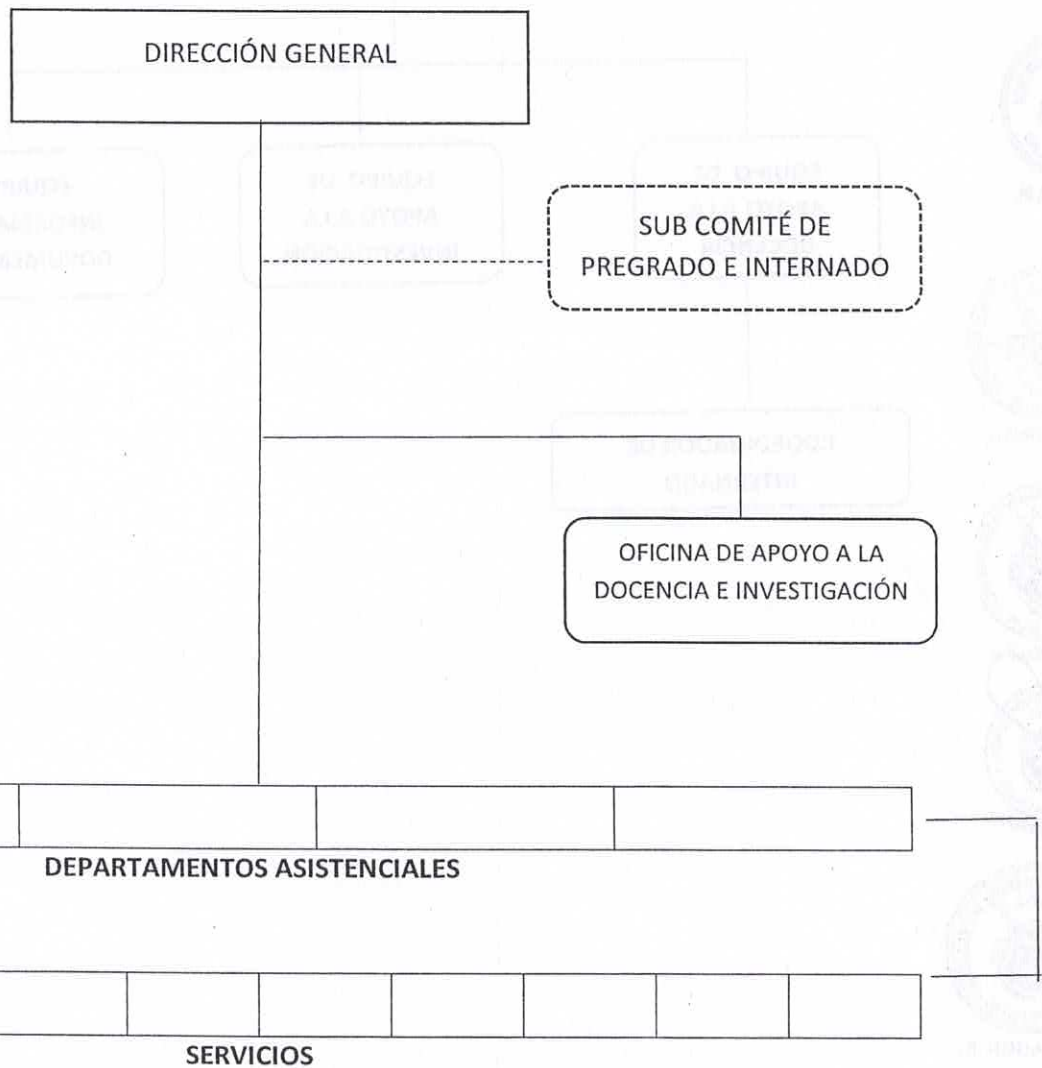 DIRECCIÓN GENERAL
SUB COMITÉ DE
PREGRADO E INTERNADO
OFICINA DE APOYO A LA
DOCENCIA E INVESTIGACIÓN
DEPARTAMENTOS ASISTENCIALES
SERVICIOS